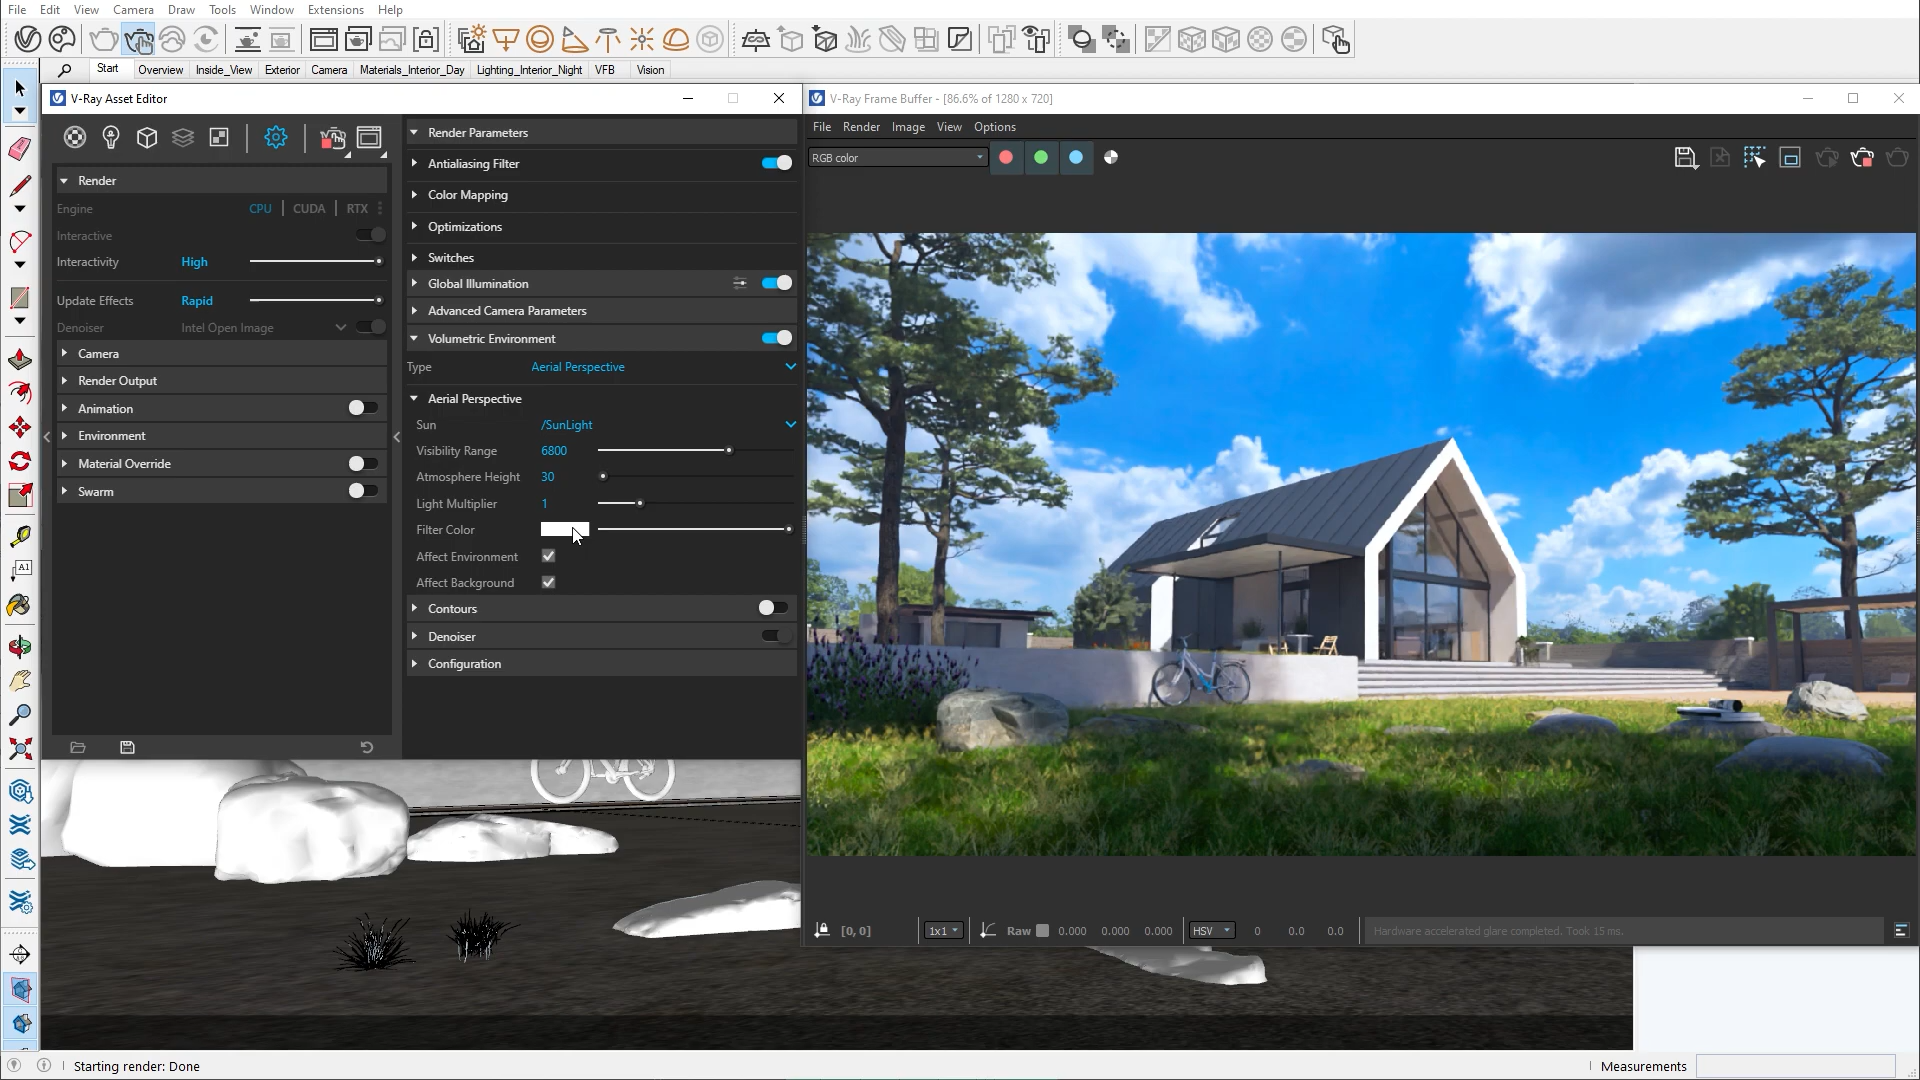 File Edit View Camera Draw Tools Window Extensions Help
Start Overview Inside_View Exterior Camera Materials_Interior_Day Lighting_Interior_Night VFB Vision
V-Ray Asset Editor
V-Ray Frame Buffer - [86.6% of 1280 x 720]
File Render Image View Options
RGB color
Render
Engine CPU CUDA RTX
Interactive
Interactivity High
Update Effects Rapid
Denoiser Intel Open Image
Camera
Render Output
Animation
Environment
Material Override
Swarm
Render Parameters
Antialiasing Filter
Color Mapping
Optimizations
Switches
Global Illumination
Advanced Camera Parameters
Volumetric Environment
Type Aerial Perspective
Aerial Perspective
Sun /SunLight
Visibility Range 6800
Atmosphere Height 30
Light Multiplier 1
Filter Color
Affect Environment
Affect Background
Contours
Denoiser
Configuration
A1
[0, 0] 1x1 Raw 0.000 0.000 0.000 HSV 0 0.0 0.0 Hardware accelerated glare completed. Took 15 ms.
Starting render: Done
Measurements